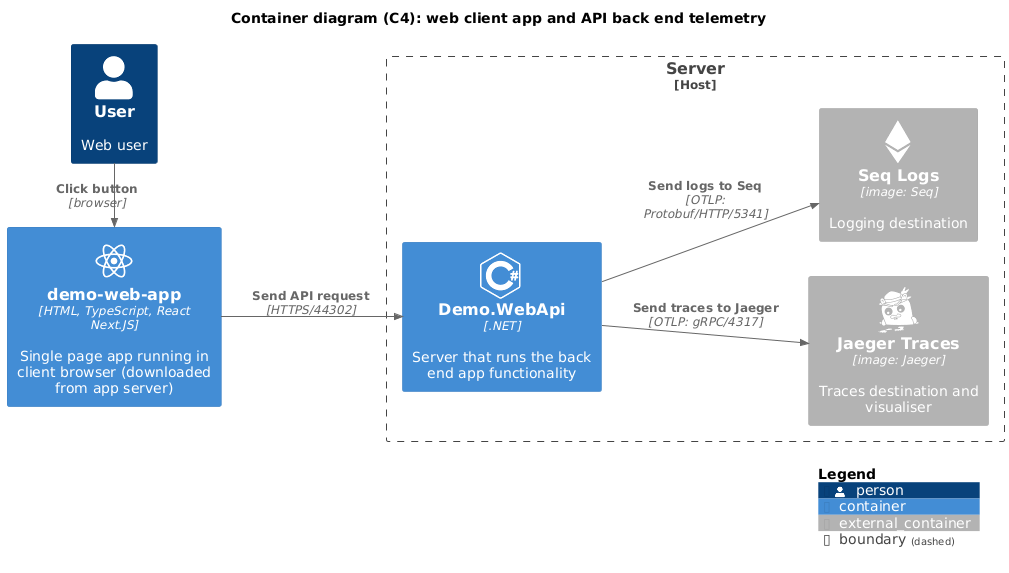 Container diagram (C4): web client app and API back end telemetry
User
Web user
Click button
[browser]
demo-web-app
[HTML, TypeScript, React
Next.JS]
Single page app running in
client browser (downloaded
from app server)
Send API request
[HTTPS/44302]
Server
[Host]
C#
Demo.WebApi
[.NET]
Server that runs the back
end app functionality
Send logs to Seq
[OTLP:
Protobuf/HTTP/5341]
Seq Logs
[image: Seq]
Logging destination
Send traces to Jaeger
[OTLP: gRPC/4317]
Jaeger Traces
[image: Jaeger]
Traces destination and
visualiser
Legend
person
container
external_container
boundary (dashed)